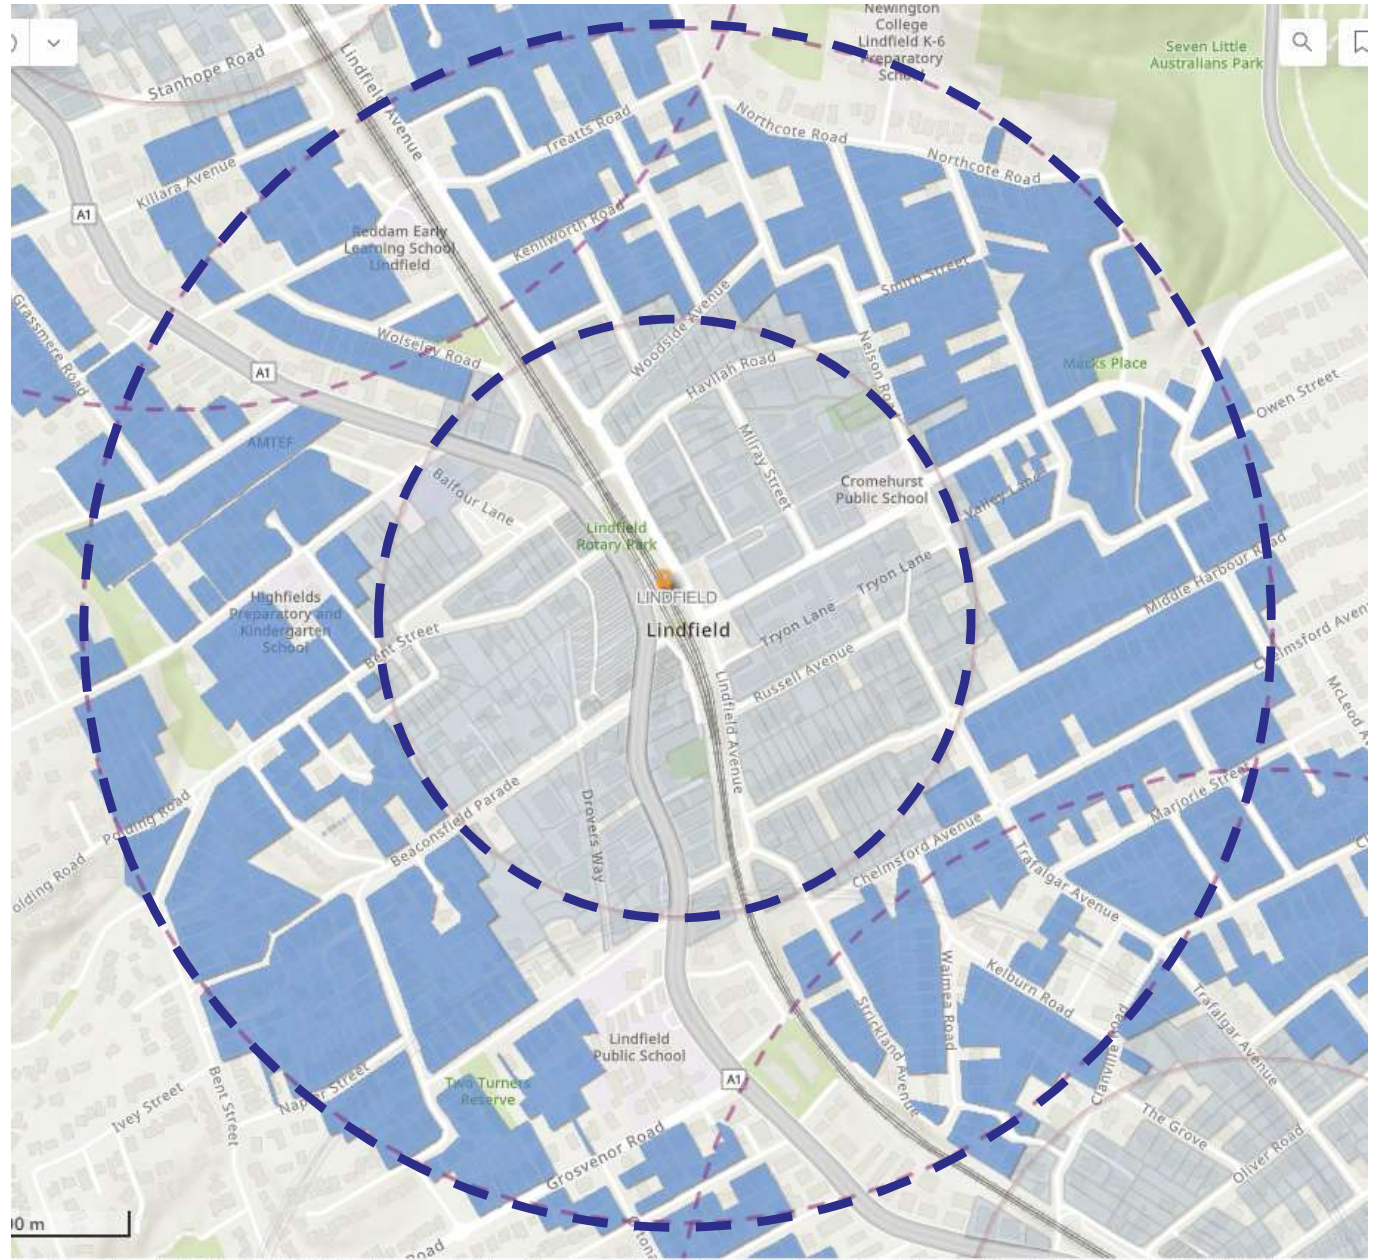 Newington
College
Lindfield K-6
Preparatory
School
Seven Little
Australians Park
Stanhope Road
Lindfield Avenue
Treatts Road
Northcote Road
Northcote Road
Killara Avenue
A1
Reddam Early
Learning School
Lindfield
Kenilworth Road
Smith Street
Grassmere Road
Wolseley Road
Woodside Avenue
Havilah Road
Nelson Road
Macks Place
A1
Owen Street
AMTEF
Balfour Lane
Milray Street
Cromehurst
Public School
Valley Lane
Lindfield
Rotary Park
LINDFIELD
Lindfield
Tryon Lane
Tryon Lane
Middle Harbour Road
Highfields
Preparatory and
Kindergarten
School
Bent Street
Russell Avenue
Chelmsford Aven
McLeod A
Lindfield Avenue
Polding Road
olding Road
Beaconsfield Parade
Drovers Way
Chelmsford Avenue
Marjorie Street
Trafalgar Avenue
Waimea Road
Kelburn Road
Strickland Avenue
Trafalgar Avenue
Clanville Road
Lindfield
Public School
A1
Two Turners
Reserve
Napier Street
Ivey Street
Bent Street
Grosvenor Road
The Grove
Oliver Road
0 m
Road